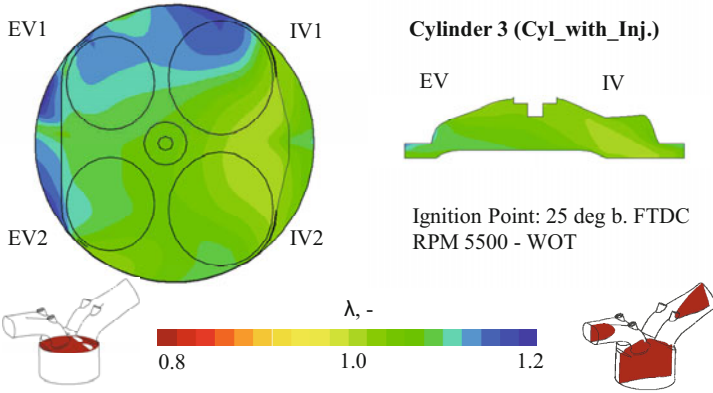 EV1
IV1
Cylinder 3 (Cyl_with_Inj.)
EV
IV
EV2
IV2
Ignition Point: 25 deg b. FTDC
RPM 5500 - WOT
λ, -
0.8
1.0
1.2